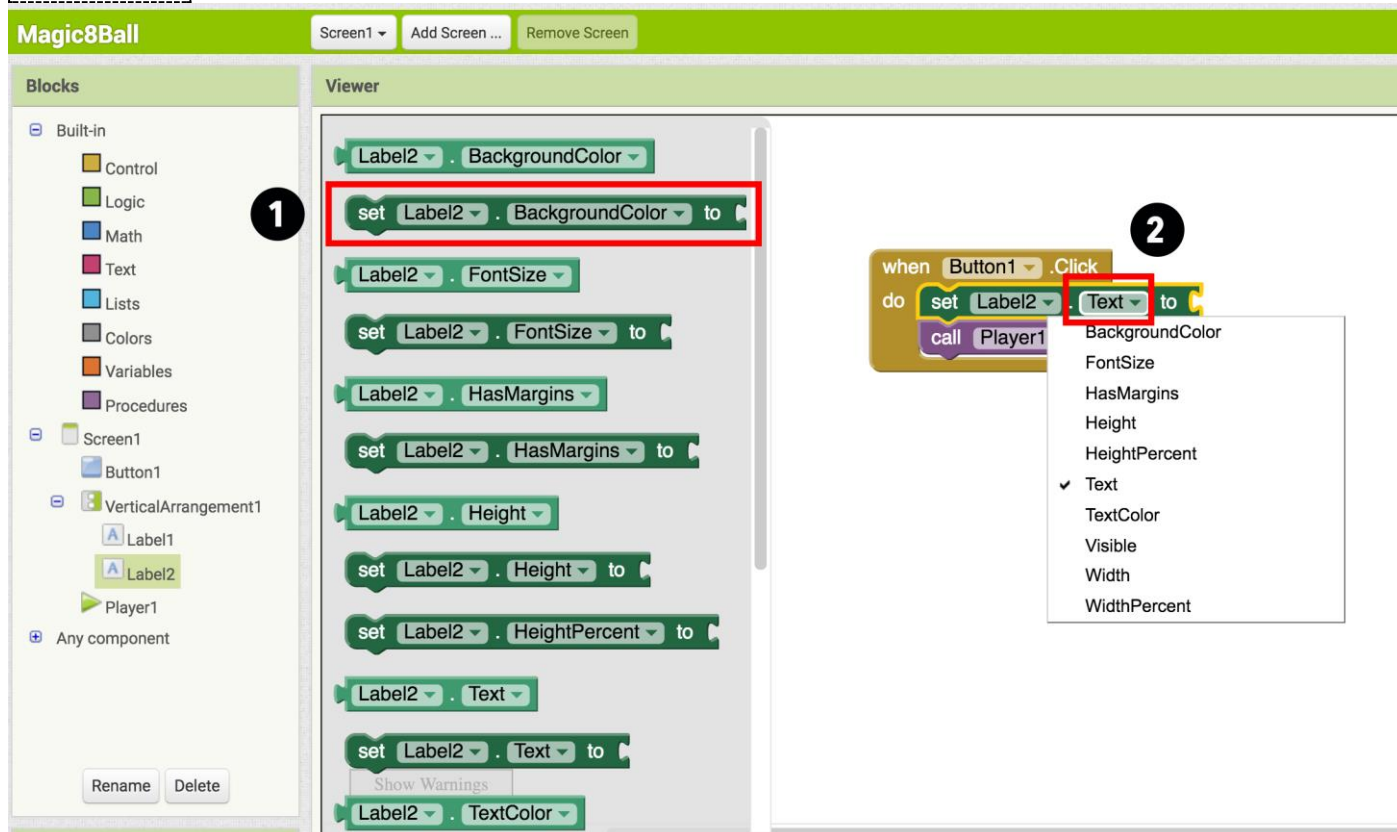 Magic8Ball
Screen1 Add Screen ... Remove Screen
Blocks
Viewer
Built-in
Control
Logic
Math
Text
Lists
Colors
Variables
Procedures
Screen1
Button1
VerticalArrangement1
Label1
Label2
Player1
Any component
Rename Delete
1
Label2 . BackgroundColor
set Label2 . BackgroundColor to
Label2 . FontSize
set Label2 . FontSize to
Label2 . HasMargins
set Label2 . HasMargins to
Label2 . Height
set Label2 . Height to
set Label2 . HeightPercent to
Label2 . Text
set Label2 . Text to
Show Warnings
Label2 . TextColor
2
when Button1 .Click
do set Label2 . Text to
call Player1
BackgroundColor
FontSize
HasMargins
Height
HeightPercent
Text
TextColor
Visible
Width
WidthPercent